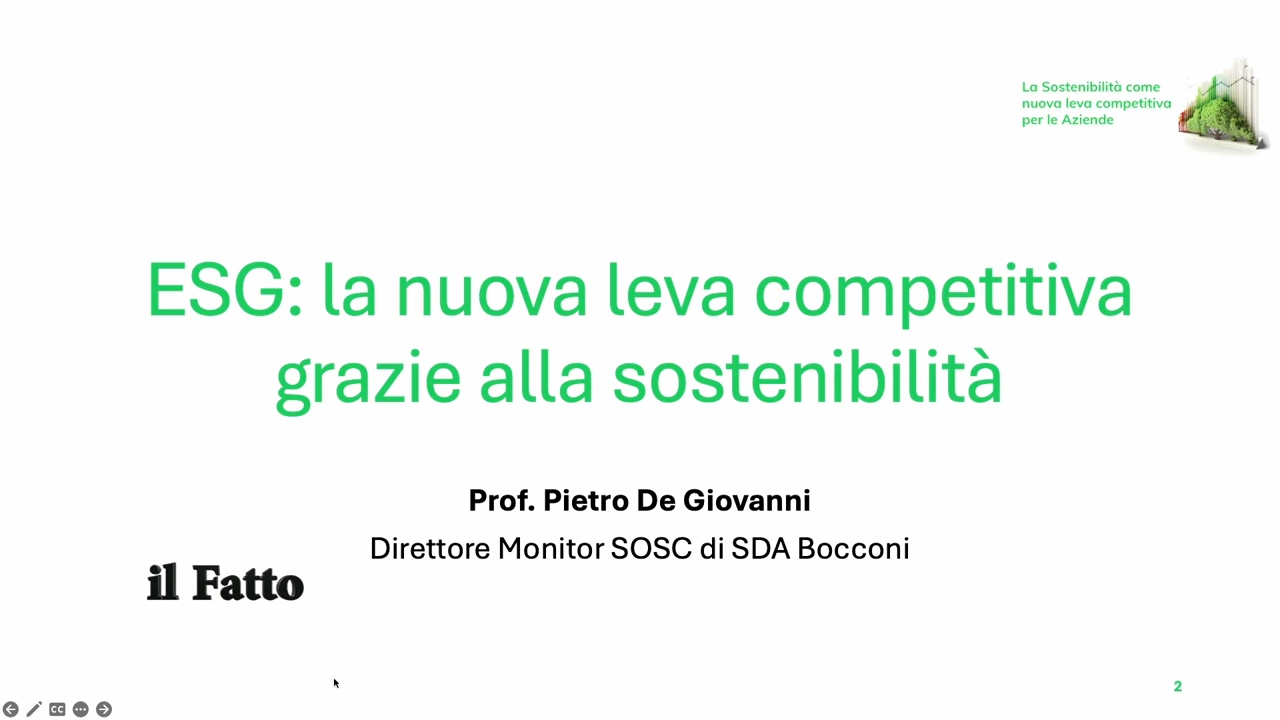 La Sostenibilità come
nuova leva competitiva
per le Aziende
ESG: la nuova leva competitiva
grazie alla sostenibilità
Prof. Pietro De Giovanni
Direttore Monitor SOSC di SDA Bocconi
il Fatto
2
CC